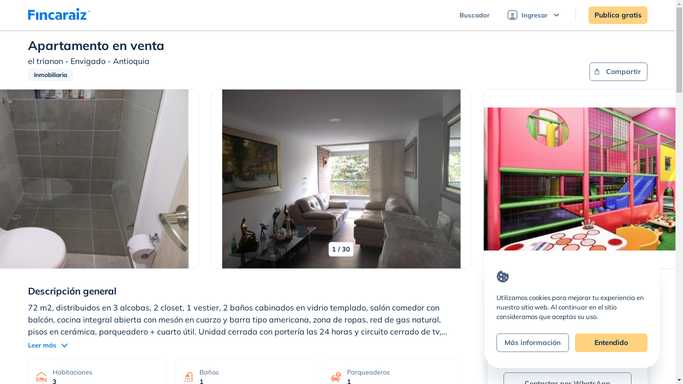 Fincaraiz
Buscador
Ingresar
Publica gratis
Apartamento en venta
el trianon - Envigado - Antioquia
Inmobiliaria
Compartir
1 / 30
Descripción general
72 m2, distribuidos en 3 alcobas, 2 closet, 1 vestier, 2 baños cabinados en vidrio templado, salón comedor con
balcón, cocina integral abierta con mesón en cuarzo y barra tipo americana, zona de ropas, red de gas natural,
pisos en cerámica, parqueadero + cuarto útil. Unidad cerrada con portería las 24 horas y circuito cerrado de tv,...
Leer más
Habitaciones
3
Baños
1
Parqueaderos
1
Utilizamos cookies para mejorar tu experiencia en
nuestro sitio web. Al continuar en el sitio
consideramos que aceptas su uso.
Más información
Entendido
Contactar por WhatsApp